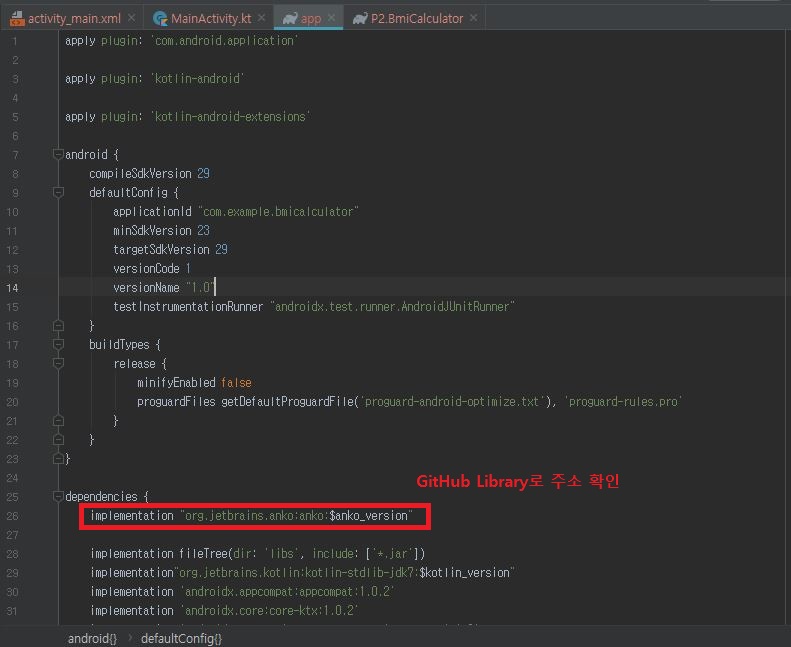 activity_main.xml MainActivity.kt app P2.BmiCalculator
1 apply plugin: 'com.android.application'
2
3 apply plugin: 'kotlin-android'
4
5 apply plugin: 'kotlin-android-extensions'
6
7 android {
8 compileSdkVersion 29
9 defaultConfig {
10 applicationId "com.example.bmicalculator"
11 minSdkVersion 23
12 targetSdkVersion 29
13 versionCode 1
14 versionName "1.0"
15 testInstrumentationRunner "androidx.test.runner.AndroidJUnitRunner"
16 }
17 buildTypes {
18 release {
19 minifyEnabled false
20 proguardFiles getDefaultProguardFile('proguard-android-optimize.txt'), 'proguard-rules.pro'
21 }
22 }
23 }
24
GitHub Library로 주소 확인
25 dependencies {
26 implementation "org.jetbrains.anko:anko:$anko_version"
27
28 implementation fileTree(dir: 'libs', include: ['*.jar'])
29 implementation"org.jetbrains.kotlin:kotlin-stdlib-jdk7:$kotlin_version"
30 implementation 'androidx.appcompat:appcompat:1.0.2'
31 implementation 'androidx.core:core-ktx:1.0.2'
android{} › defaultConfig{}